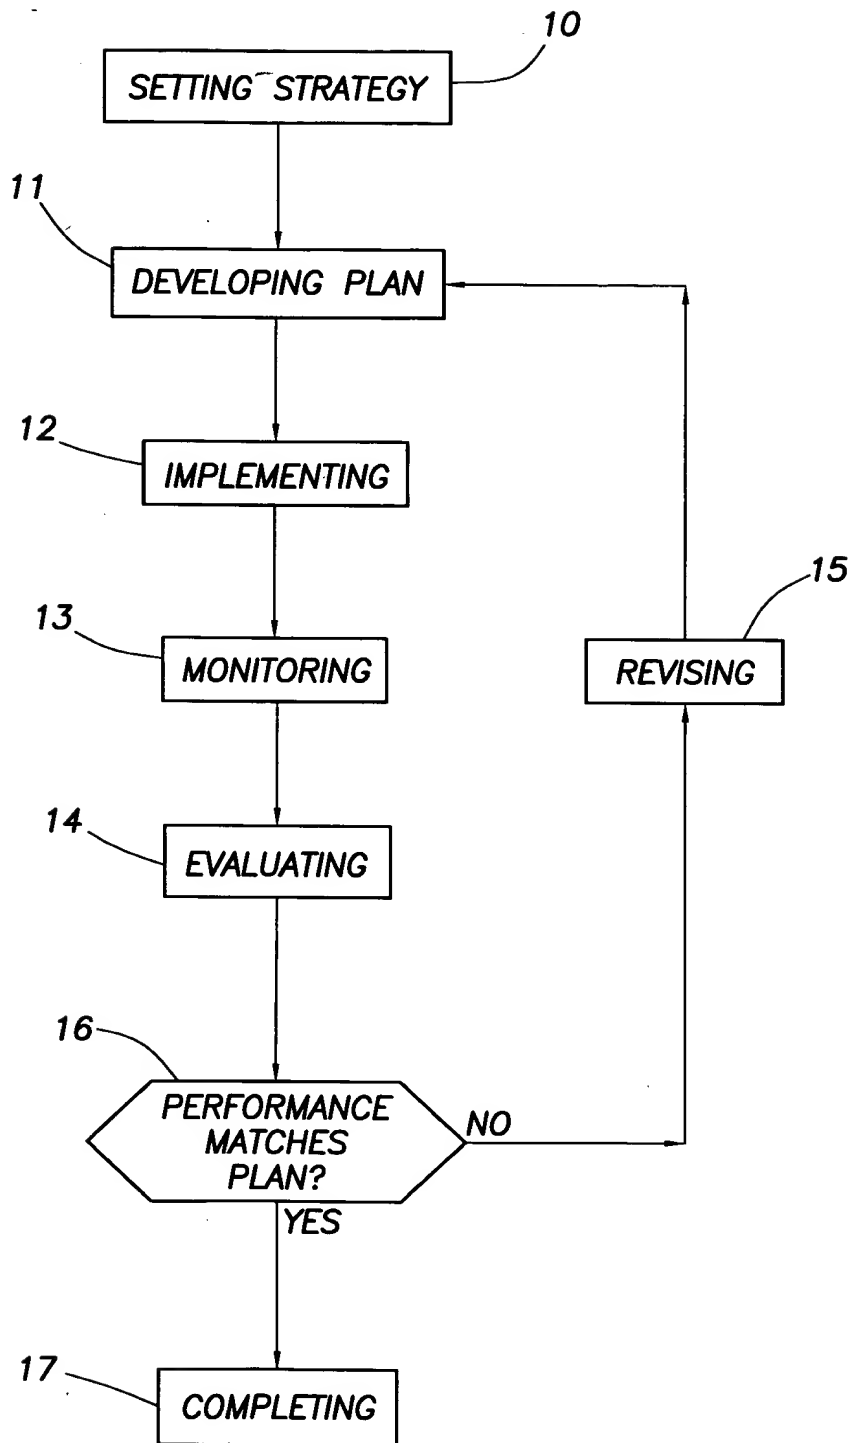 10
SETTING STRATEGY
11
DEVELOPING PLAN
12
IMPLEMENTING
15
13
MONITORING
REVISING
14
EVALUATING
16
PERFORMANCE
MATCHES
PLAN?
NO
YES
17
COMPLETING